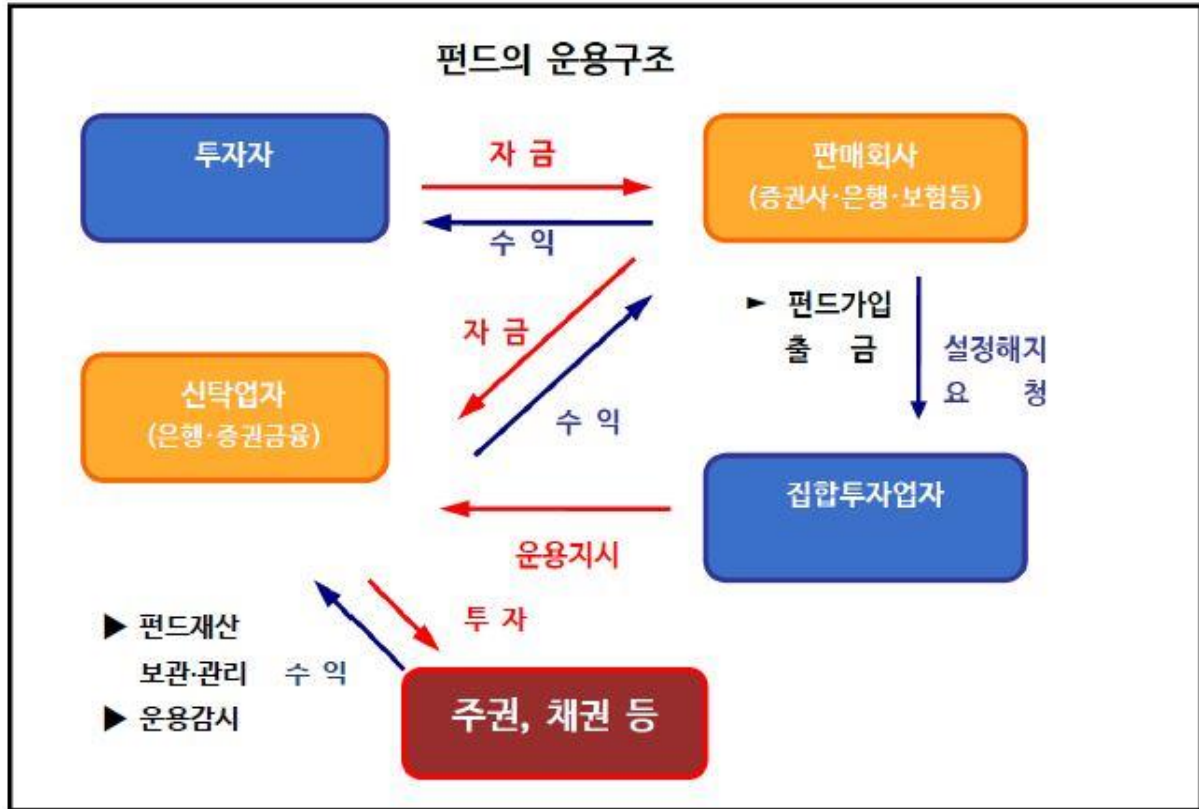 펀드의 운용구조
투자자
자 금
수 익
판매회사
(증권사·은행·보험등)
자 금
수 익
► 펀드가입
출 금
설정해지
요 청
신탁업자
(은행·증권금융)
집합투자업자
운용지시
투 자
▶ 펀드재산
보관·관리
▶ 운용감시
수 익
주권, 채권 등